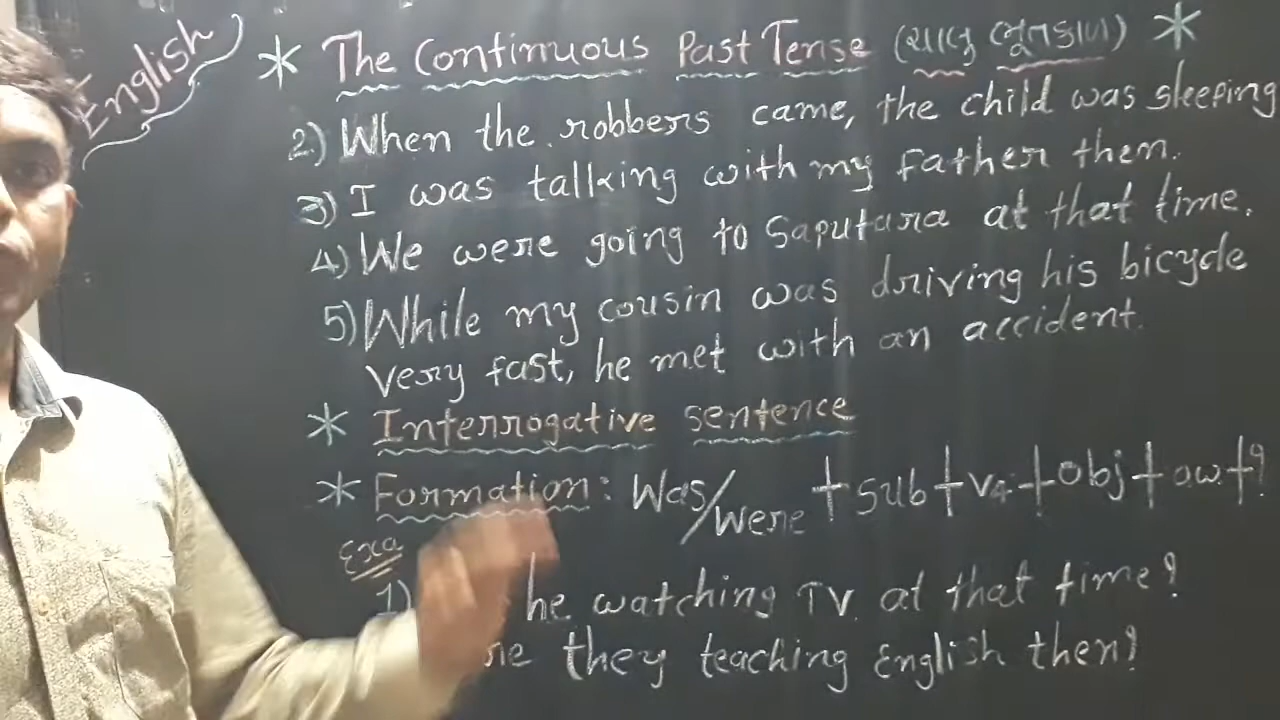 English
* The Continuous Past Tense (ચાલુ ભૂતકાળ) *
2) When the robbers came, the child was sleeping
3) I was talking with my father then.
4) We were going to Saputara at that time.
5) While my cousin was driving his bicycle
very fast, he met with an accident.
* Interrogative sentence
* Formation: Was/were + sub + V4 + obj + ow + ?
Exa
1) he watching TV at that time?
they teaching English then?